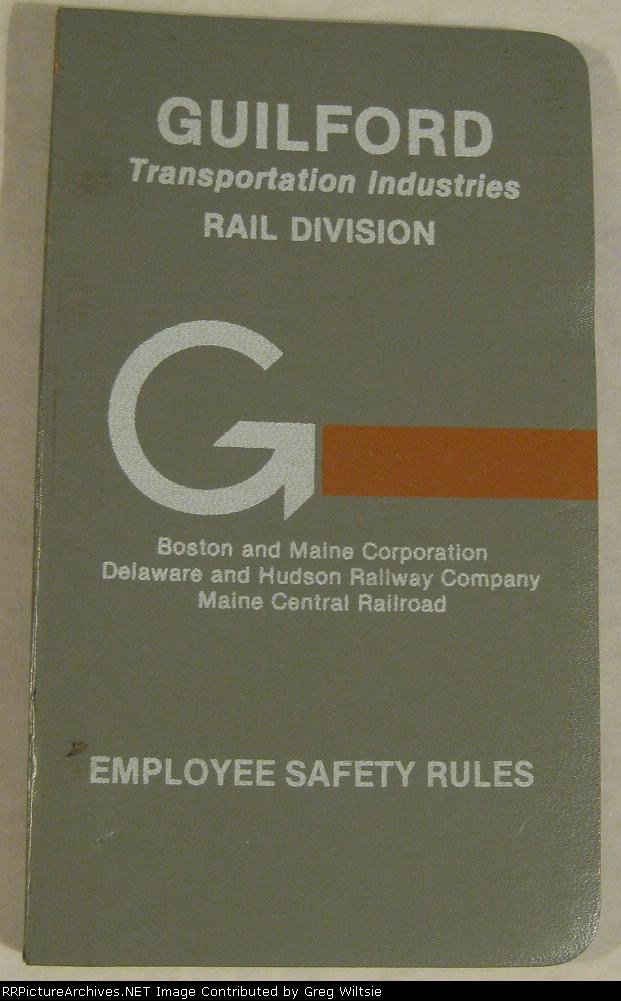 GUILFORD
Transportation Industries
RAIL DIVISION
G
Boston and Maine Corporation
Delaware and Hudson Railway Company
Maine Central Railroad
EMPLOYEE SAFETY RULES
RRPictureArchives.NET Image Contributed by Greg Wiltsie